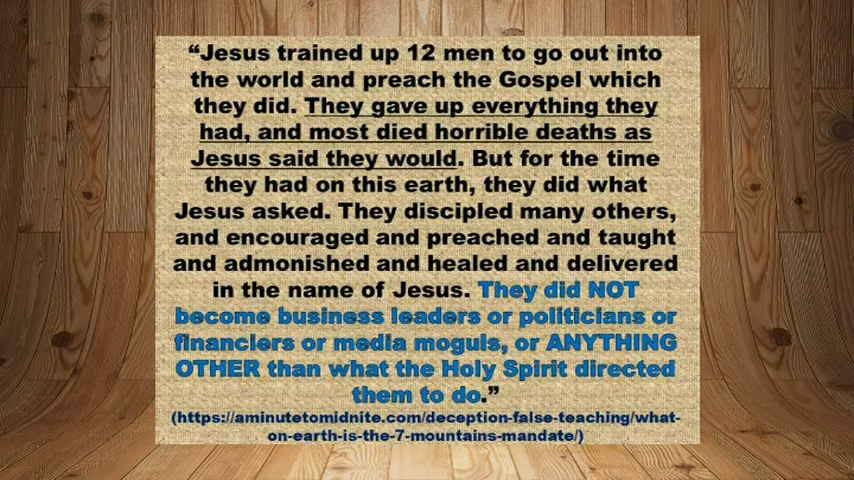 “Jesus trained up 12 men to go out into
the world and preach the Gospel which
they did. They gave up everything they
had, and most died horrible deaths as
Jesus said they would. But for the time
they had on this earth, they did what
Jesus asked. They discipled many others,
and encouraged and preached and taught
and admonished and healed and delivered
in the name of Jesus. They did NOT
become business leaders or politicians or
financiers or media moguls, or ANYTHING
OTHER than what the Holy Spirit directed
them to do.”
(https://aminutetomidnite.com/deception-false-teaching/what-
on-earth-is-the-7-mountains-mandate/)